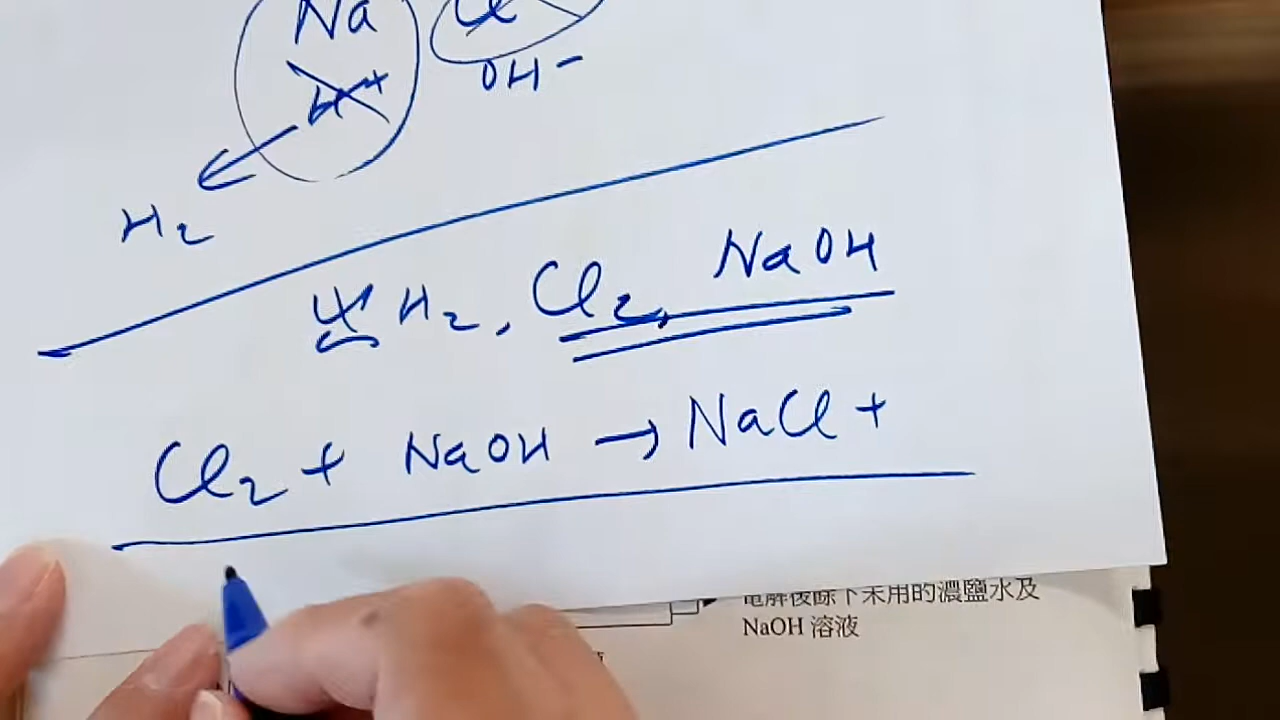 Na Cl
H+ OH-
H2
H2, Cl2, NaOH
Cl2 + NaOH → NaCl +
電解後餘下未用的濃鹽水及
NaOH 溶液